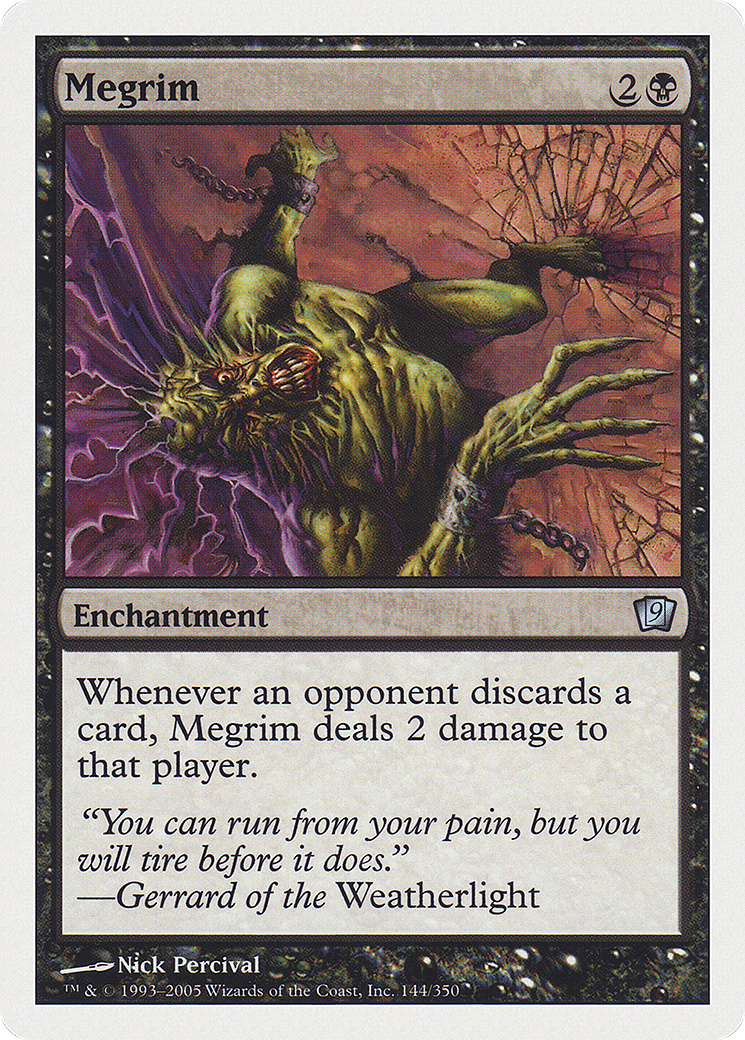 Megrim 2
Enchantment 9
Whenever an opponent discards a
card, Megrim deals 2 damage to
that player.
“You can run from your pain, but you
will tire before it does.”
—Gerrard of the Weatherlight
Nick Percival
™ & © 1993–2005 Wizards of the Coast, Inc. 144/350